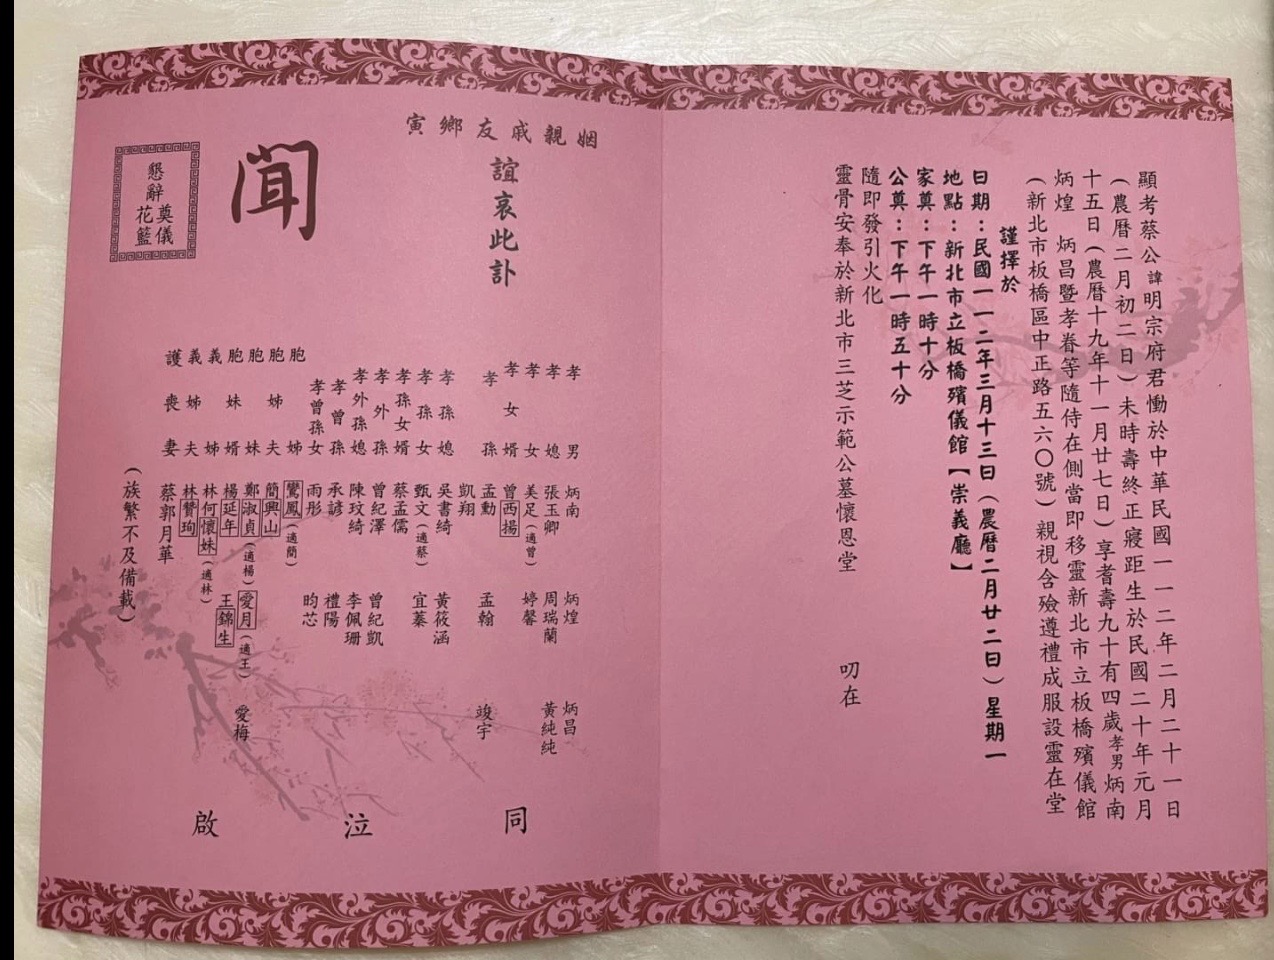 顯考蔡公諱明宗府君慟於中華民國一一二年二月二十一日
(農曆二月初二日)未時壽終正寢距生於民國二十年元月
十五日(農曆十九年十一月廿七日)享耆壽九十有四歲孝男炳南
炳煌 炳昌暨孝眷等隨侍在側當即移靈新北市立板橋殯儀館
(新北市板橋區中正路五六〇號)親視含殮遵禮成服設靈在堂
謹擇於
日期:民國一一二年三月十三日(農曆二月廿二日)星期一
地點:新北市立板橋殯儀館【崇義廳】
家奠:下午一時十分
公奠:下午一時五十分
隨即發引火化
靈骨安奉於新北市三芝示範公墓懷恩堂 叨在
姻親戚友鄉寅
誼哀此訃
聞
懇辭
奠儀
花籃
孝男 炳南 炳煌 炳昌
孝媳 張玉卿 周瑞蘭 黃純純
孝女 美足(適曾) 婷馨
孝女婿 曾西揚
孝孫 孟勳 孟翰 竣宇
凱翔
孝孫媳 吳書綺 黃筱涵
孝孫女 甄文(適蔡) 宜蓁
孝孫女婿 蔡孟儒
孝外孫 曾紀澤 曾紀凱
孝外孫媳 陳玟綺 李佩珊
孝曾孫 承諺 禮陽
孝曾孫女 雨彤 昀芯
胞姊 鸞鳳(適簡)
胞姊夫 簡興山
胞妹 鄭淑貞(適楊) 愛月(適王) 愛梅
胞妹婿 楊延年 王錦生
義姊 林何懷妹(適林)
義姊夫 林贊珣
護喪妻 蔡郭月華
(族繁不及備載)
同泣啟